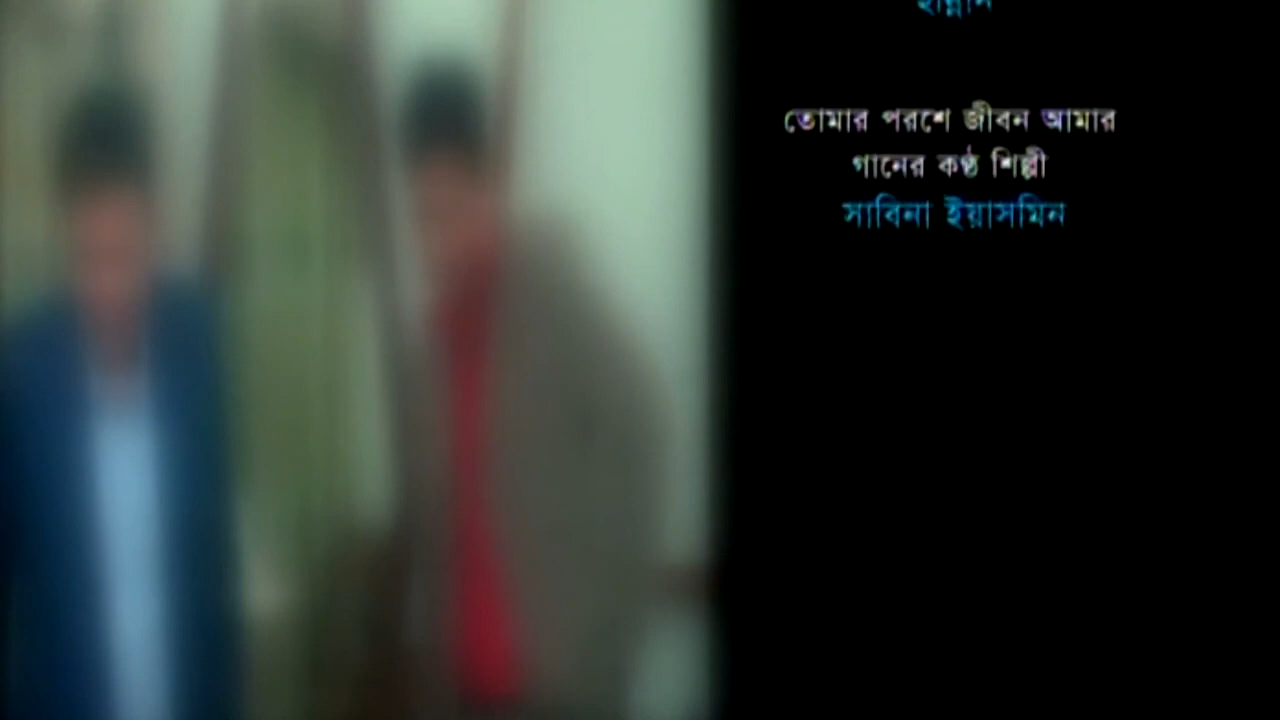 তোমার পরশে জীবন আমার
গানের কণ্ঠ শিল্পী
সাবিনা ইয়াসমিন